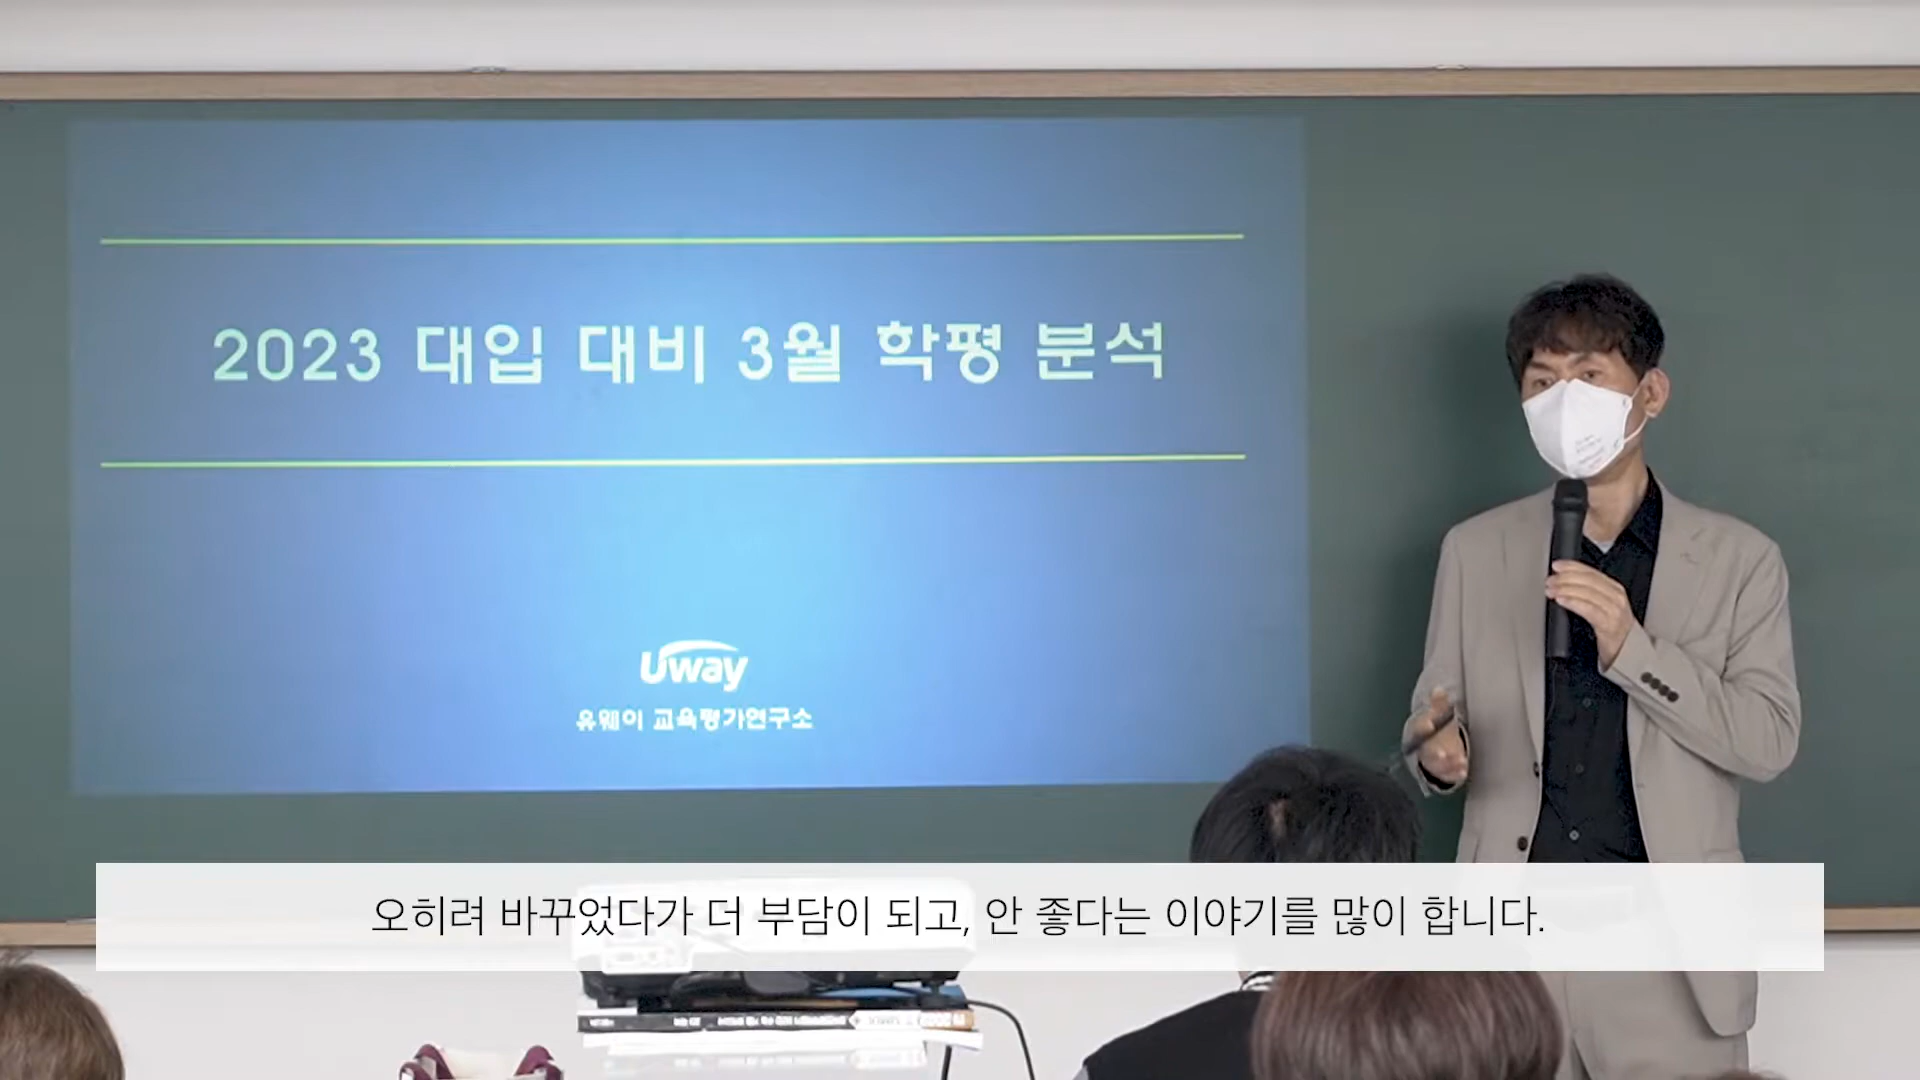 2023 대입 대비 3월 학평 분석
Uway
유웨이 교육평가연구소
오히려 바꾸었다가 더 부담이 되고, 안 좋다는 이야기를 많이 합니다.